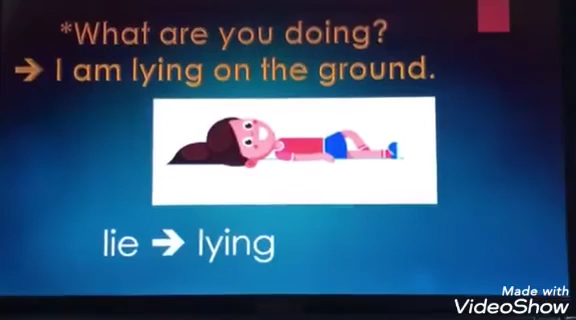 *What are you doing?
➔ I am lying on the ground.
lie ➔ lying
Made with
VideoShow